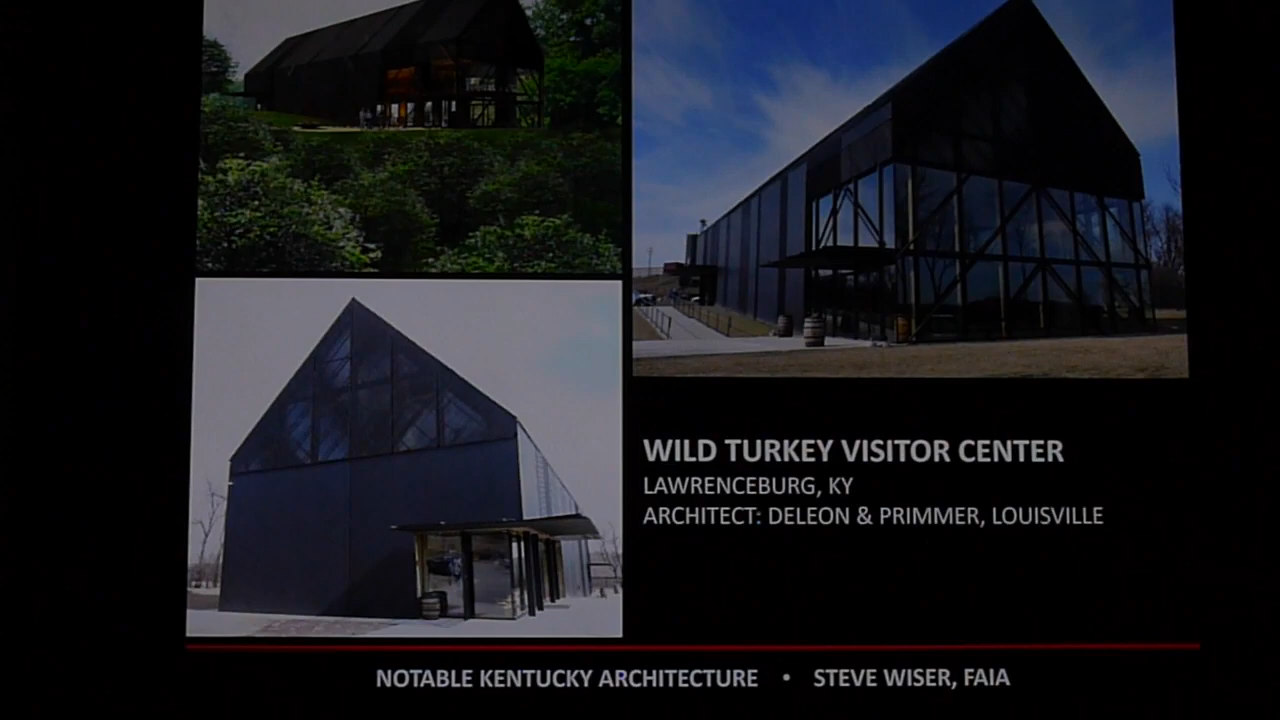 WILD TURKEY VISITOR CENTER
LAWRENCEBURG, KY
ARCHITECT: DELEON & PRIMMER, LOUISVILLE
NOTABLE KENTUCKY ARCHITECTURE • STEVE WISER, FAIA